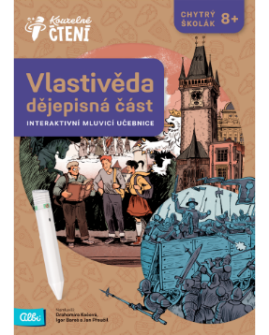 Kouzelné
ČTENÍ
CHYTRÝ
ŠKOLÁK 8+
Vlastivěda
dějepisná část
INTERAKTIVNÍ MLUVICÍ UČEBNICE
Albi